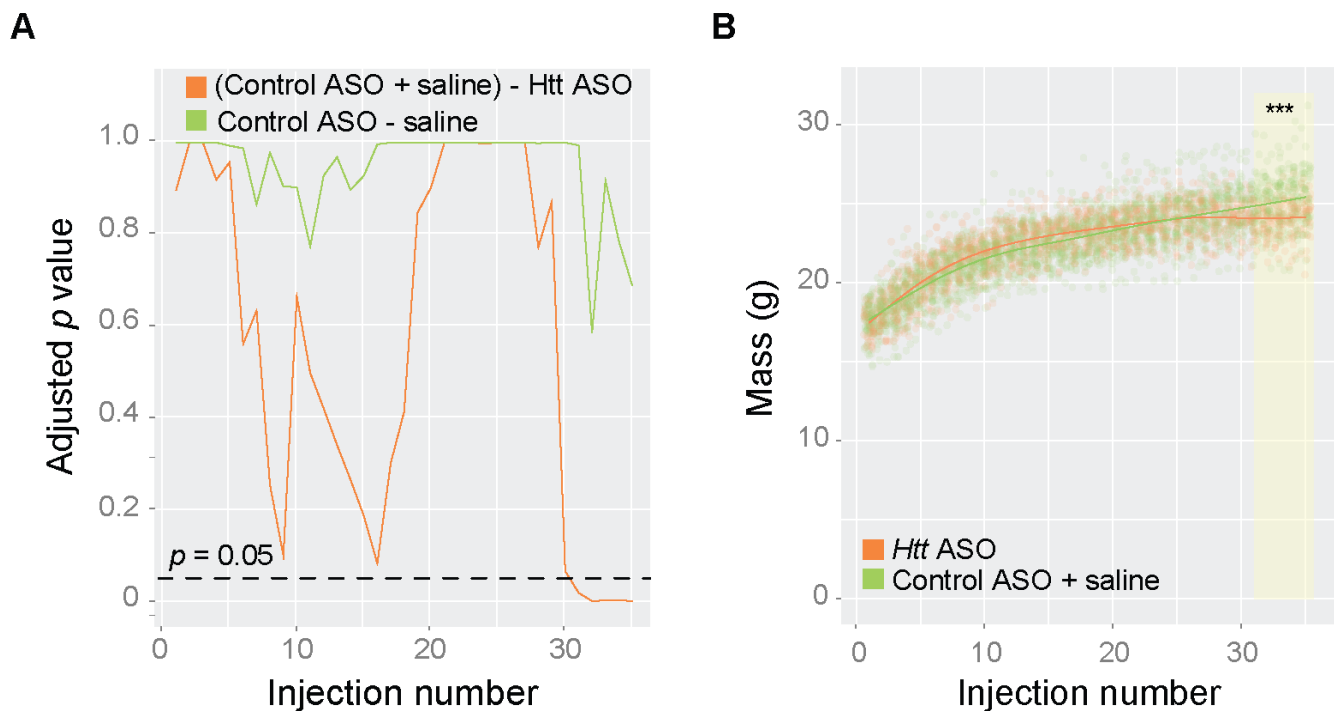 A
(Control ASO + saline) - Htt ASO
Control ASO - saline
1.0
0.8
0.6
0.4
0.2
0
p = 0.05
Adjusted p value
0
10
20
30
Injection number
B
***
30
20
10
0
Mass (g)
Htt ASO
Control ASO + saline
0
10
20
30
Injection number